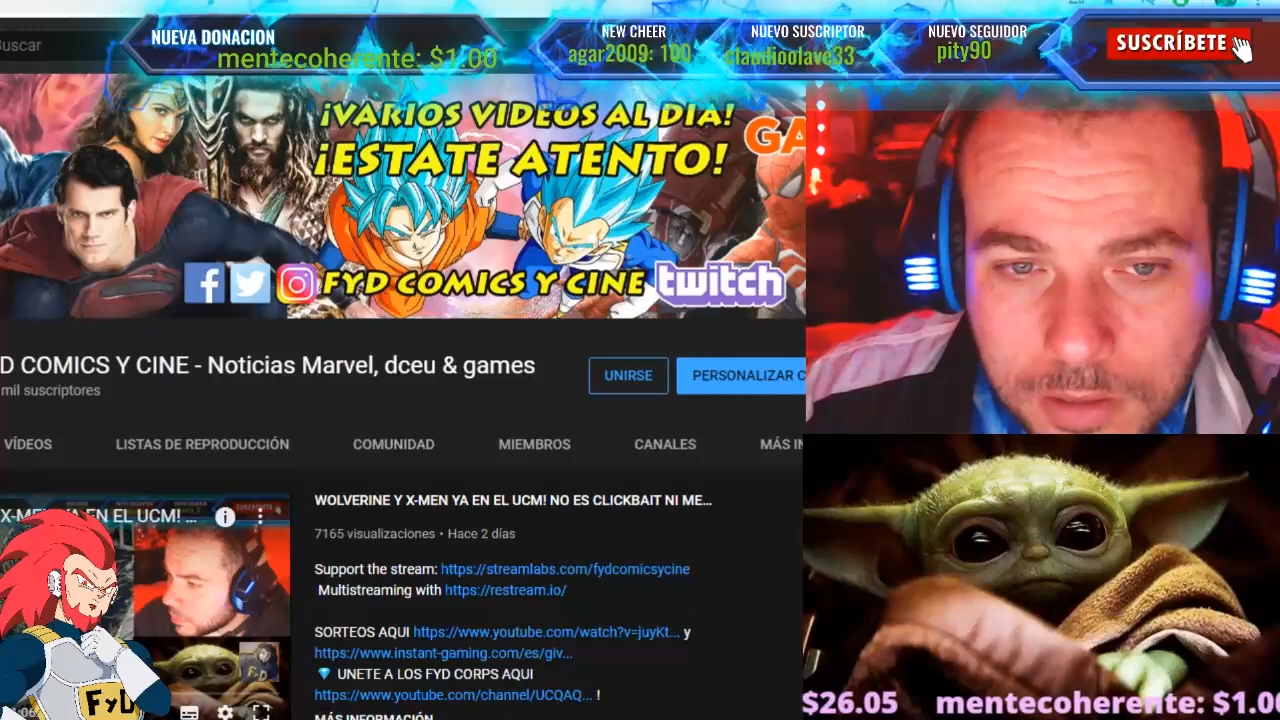 Buscar
NUEVA DONACION
mentecoherente: $1.00
NEW CHEER
agar2009: 100
NUEVO SUSCRIPTOR
claudioolave33
NUEVO SEGUIDOR
pity90
SUSCRÍBETE
¡VARIOS VIDEOS AL DIA!
¡ESTATE ATENTO!
GA
FYD COMICS Y CINE
twitch
D COMICS Y CINE - Noticias Marvel, dceu & games
mil suscriptores
UNIRSE
PERSONALIZAR C
VÍDEOS
LISTAS DE REPRODUCCIÓN
COMUNIDAD
MIEMBROS
CANALES
MÁS IN
X-MEN YA EN EL UCM! ...
WOLVERINE Y X-MEN YA EN EL UCM! NO ES CLICKBAIT NI ME...
7165 visualizaciones • Hace 2 días
Support the stream: https://streamlabs.com/fydcomicsycine
Multistreaming with https://restream.io/
SORTEOS AQUI https://www.youtube.com/watch?v=juyKt... y
https://www.instant-gaming.com/es/giv...
💎 UNETE A LOS FYD CORPS AQUI
https://www.youtube.com/channel/UCQAQ... !
MÁS INFORMACIÓN
FYD
$26.05
mentecoherente: $1.00